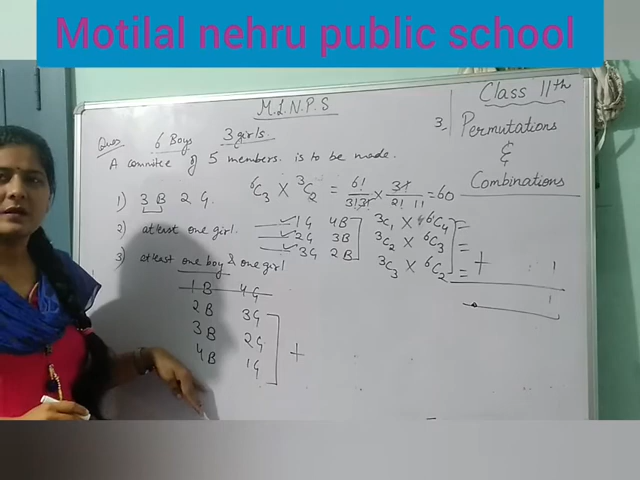 Motilal nehru public school
M.L.N.P.S
Class 11th
3. Permutations
&
Combinations
Ques 6 Boys 3 girls.
A commitee of 5 members is to be made.
1) 3 B 2 G. ⁶C₃ × ³C₂ = 6!/3!3! × 3!/2! 1! = 60
2) atleast one girl. ✓1G 4B ³C₁ × ⁶C₄ =
✓2G 3B ³C₂ × ⁶C₃ =
✓3G 2B ³C₃ × ⁶C₂ =
+
3) atleast one boy & one girl
1B 4G
2B 3G
3B 2G
4B 1G
+